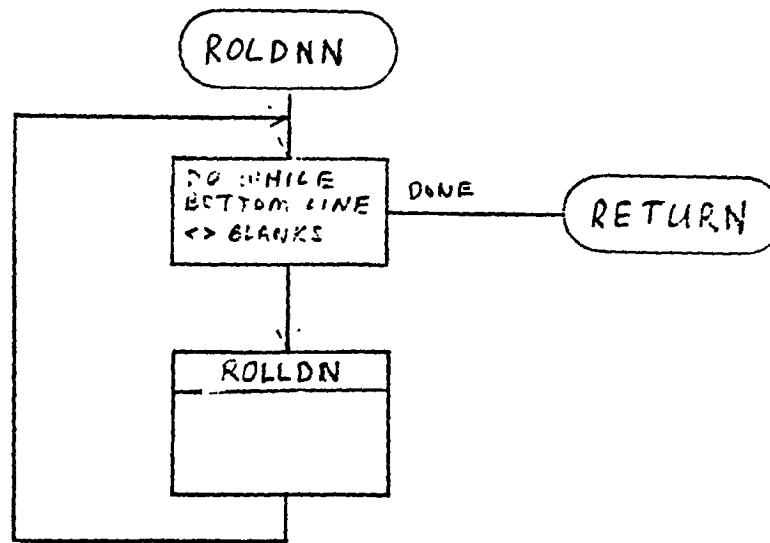 ROLDNN
DO WHILE
BOTTOM LINE
<> BLANKS
DONE
RETURN
ROLLDN